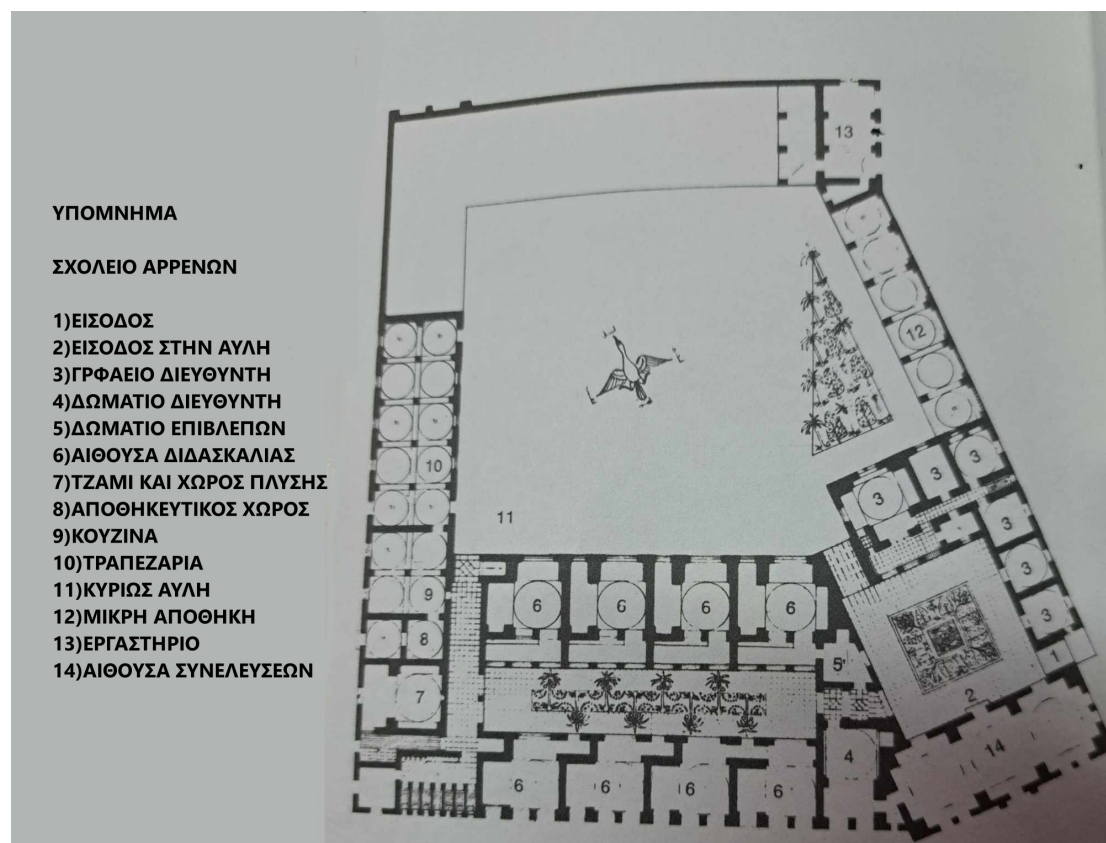 ΥΠΟΜΝΗΜΑ
ΣΧΟΛΕΙΟ ΑΡΡΕΝΩΝ
1)ΕΙΣΟΔΟΣ
2)ΕΙΣΟΔΟΣ ΣΤΗΝ ΑΥΛΗ
3)ΓΡΦΑΕΙΟ ΔΙΕΥΘΥΝΤΗ
4)ΔΩΜΑΤΙΟ ΔΙΕΥΘΥΝΤΗ
5)ΔΩΜΑΤΙΟ ΕΠΙΒΛΕΠΩΝ
6)ΑΙΘΟΥΣΑ ΔΙΔΑΣΚΑΛΙΑΣ
7)ΤΖΑΜΙ ΚΑΙ ΧΩΡΟΣ ΠΛΥΣΗΣ
8)ΑΠΟΘΗΚΕΥΤΙΚΟΣ ΧΩΡΟΣ
9)ΚΟΥΖΙΝΑ
10)ΤΡΑΠΕΖΑΡΙΑ
11)ΚΥΡΙΩΣ ΑΥΛΗ
12)ΜΙΚΡΗ ΑΠΟΘΗΚΗ
13)ΕΡΓΑΣΤΗΡΙΟ
14)ΑΙΘΟΥΣΑ ΣΥΝΕΛΕΥΣΕΩΝ
13
12
3
3
3
10
11
3
3
9
6
6
6
6
3
8
1
5'
7
2
14
4
6
6
6
6